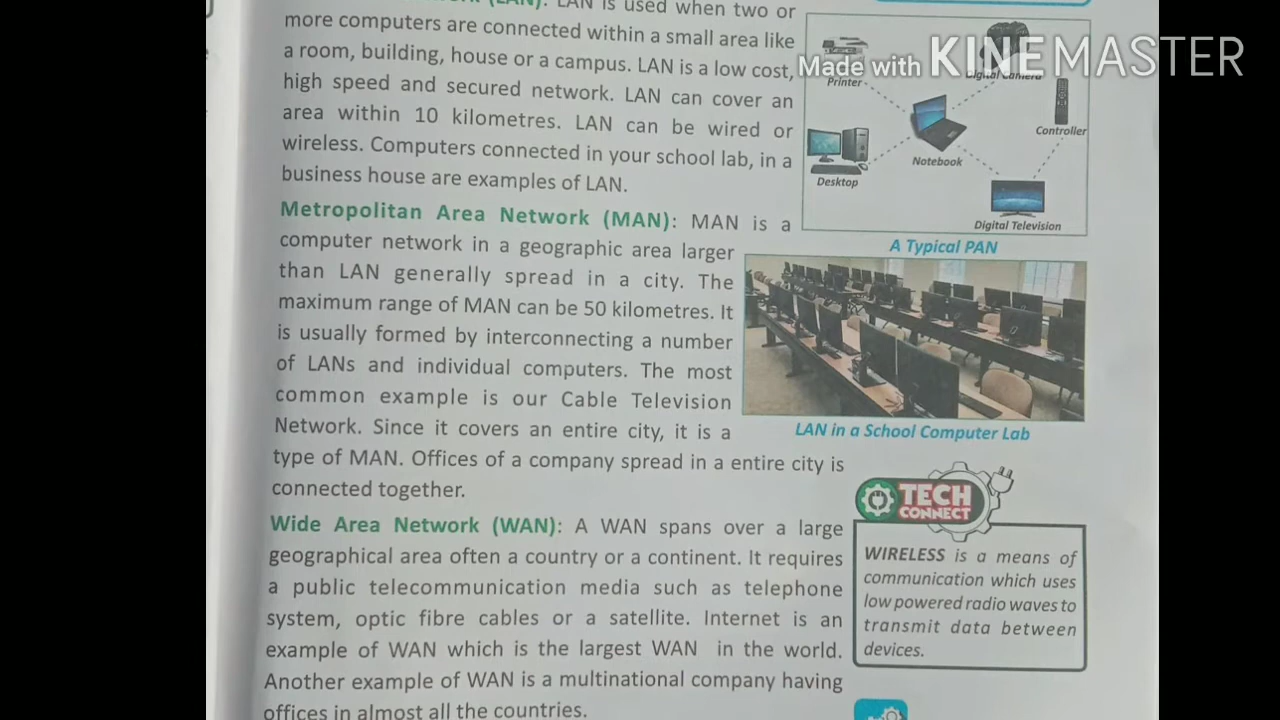 (LAN): LAN is used when two or
more computers are connected within a small area like
a room, building, house or a campus. LAN is a low cost,
high speed and secured network. LAN can cover an
area within 10 kilometres. LAN can be wired or
wireless. Computers connected in your school lab, in a
business house are examples of LAN.
Metropolitan Area Network (MAN): MAN is a
computer network in a geographic area larger
than LAN generally spread in a city. The
maximum range of MAN can be 50 kilometres. It
is usually formed by interconnecting a number
of LANs and individual computers. The most
common example is our Cable Television
Network. Since it covers an entire city, it is a
type of MAN. Offices of a company spread in a entire city is
connected together.
Wide Area Network (WAN): A WAN spans over a large
geographical area often a country or a continent. It requires
a public telecommunication media such as telephone
system, optic fibre cables or a satellite. Internet is an
example of WAN which is the largest WAN in the world.
Another example of WAN is a multinational company having
offices in almost all the countries.
Made with KINEMASTER
Printer
Digital Camera
Controller
Notebook
Desktop
Digital Television
A Typical PAN
LAN in a School Computer Lab
TECH
CONNECT
WIRELESS is a means of
communication which uses
low powered radio waves to
transmit data between
devices.